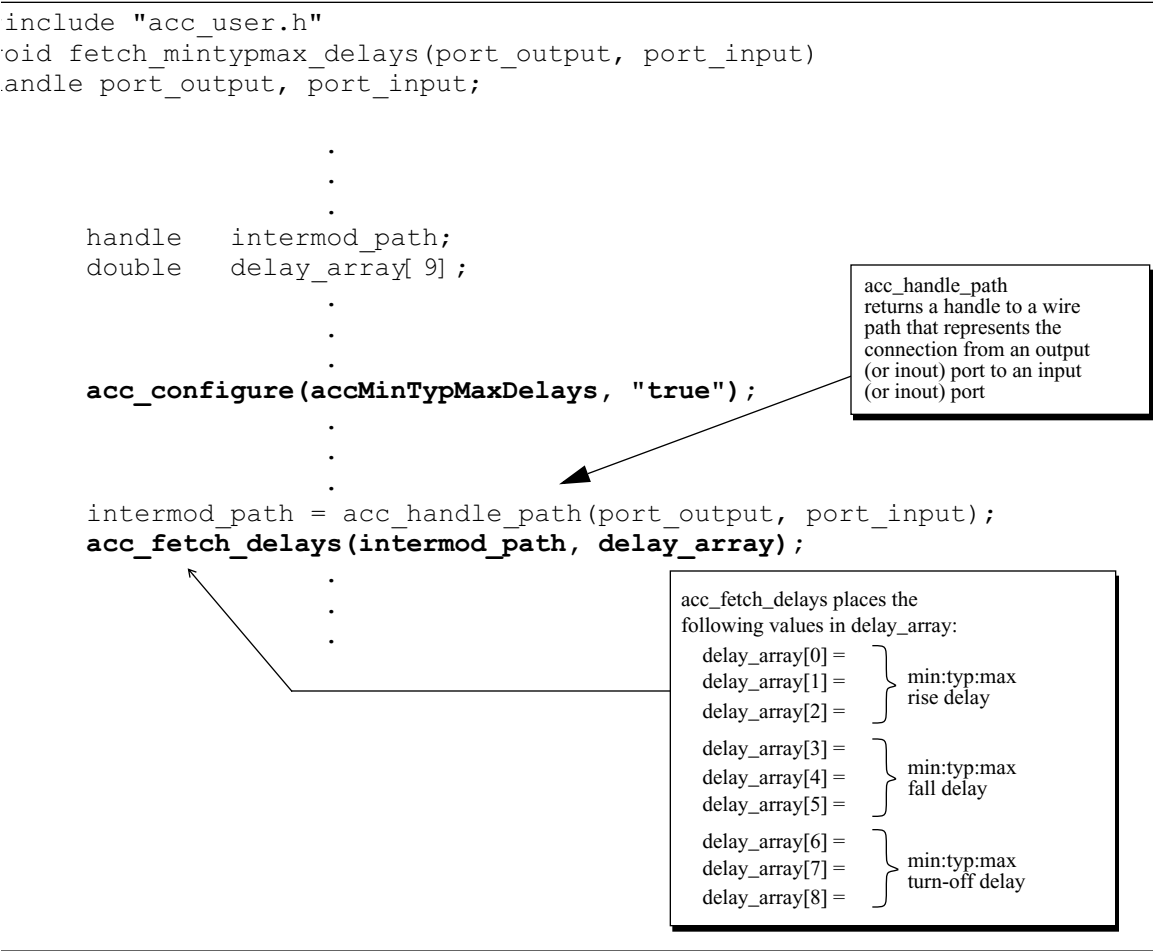 include "acc_user.h"
oid fetch_mintypmax_delays(port_output, port_input)
andle port_output, port_input;
.
.
.
handle   intermod_path;
double   delay_array[ 9] ;
.
.
.
acc_handle_path
returns a handle to a wire
path that represents the
connection from an output
(or inout) port to an input
(or inout) port
acc_configure(accMinTypMaxDelays, "true");
.
.
.
intermod_path = acc_handle_path(port_output, port_input);
acc_fetch_delays(intermod_path, delay_array);
.
.
.
acc_fetch_delays places the
following values in delay_array:
delay_array[0] =
delay_array[1] =
delay_array[2] =
min:typ:max
rise delay
delay_array[3] =
delay_array[4] =
delay_array[5] =
min:typ:max
fall delay
delay_array[6] =
delay_array[7] =
delay_array[8] =
min:typ:max
turn-off delay